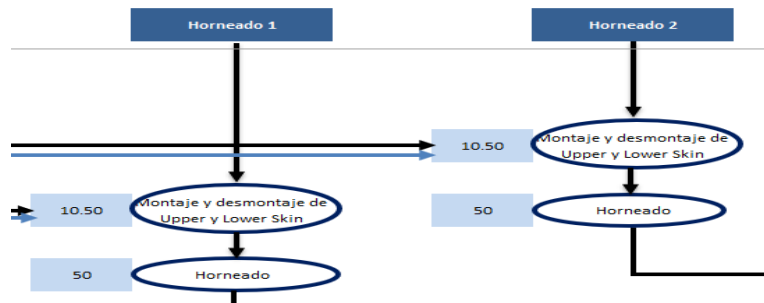 Horneado 1
Horneado 2
10.50
Montaje y desmontaje de
Upper y Lower Skin
50
Horneado
10.50
Montaje y desmontaje de
Upper y Lower Skin
50
Horneado